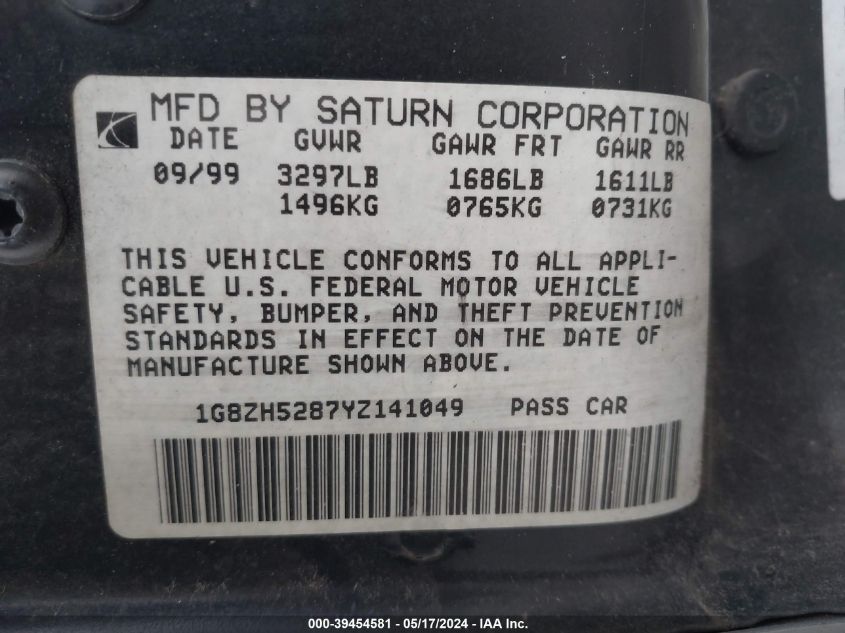 MFD BY SATURN CORPORATION
DATE GVWR GAWR FRT GAWR RR
09/99 3297LB 1686LB 1611LB
1496KG 0765KG 0731KG
THIS VEHICLE CONFORMS TO ALL APPLI-
CABLE U.S. FEDERAL MOTOR VEHICLE
SAFETY, BUMPER, AND THEFT PREVENTION
STANDARDS IN EFFECT ON THE DATE OF
MANUFACTURE SHOWN ABOVE.
1G8ZH5287YZ141049 PASS CAR
000-39454581 - 05/17/2024 - IAA Inc.